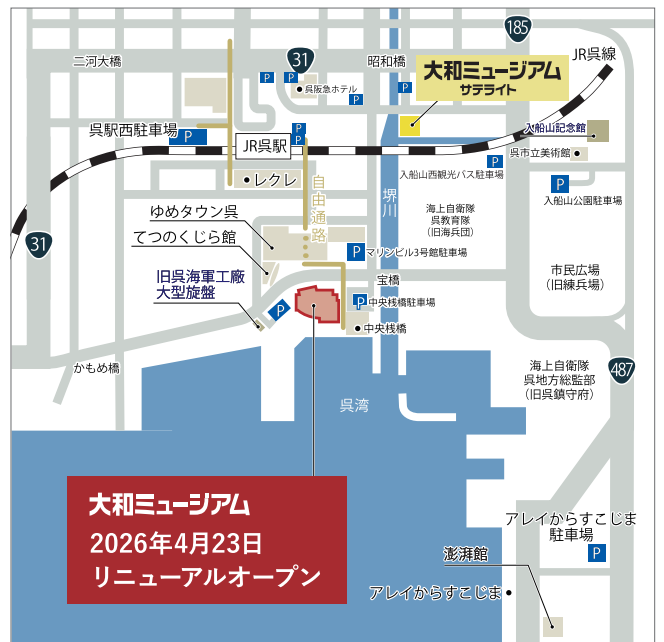 185
JR呉線
二河大橋
31
昭和橋
大和ミュージアム
サテライト
P
P
呉阪急ホテル
P
P
呉駅西駐車場
P
P
P
JR呉駅
入船山記念館
呉市立美術館
P
入船山西観光バス駐車場
P
入船山公園駐車場
レクレ
自由通路
堺川
海上自衛隊
呉教育隊
（旧海兵団）
ゆめタウン呉
てつのくじら館
31
P
マリンビル3号館駐車場
旧呉海軍工廠
大型旋盤
宝橋
市民広場
（旧練兵場）
P
P
中央桟橋駐車場
中央桟橋
かもめ橋
海上自衛隊
呉地方総監部
（旧呉鎮守府）
487
呉湾
大和ミュージアム
2026年4月23日
リニューアルオープン
アレイからすこじま
駐車場
P
澎湃館
アレイからすこじま